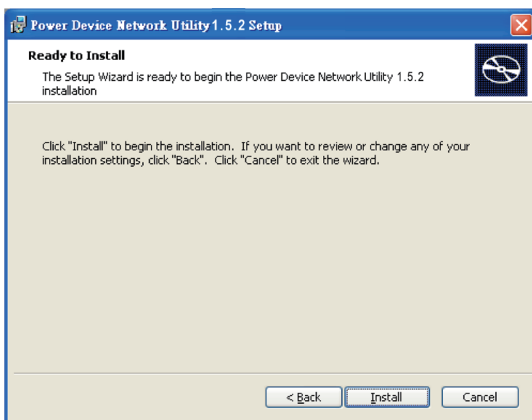 Power Device Network Utility 1.5.2 Setup
Ready to Install
The Setup Wizard is ready to begin the Power Device Network Utility 1.5.2
installation
Click "Install" to begin the installation. If you want to review or change any of your
installation settings, click "Back". Click "Cancel" to exit the wizard.
< Back Install Cancel